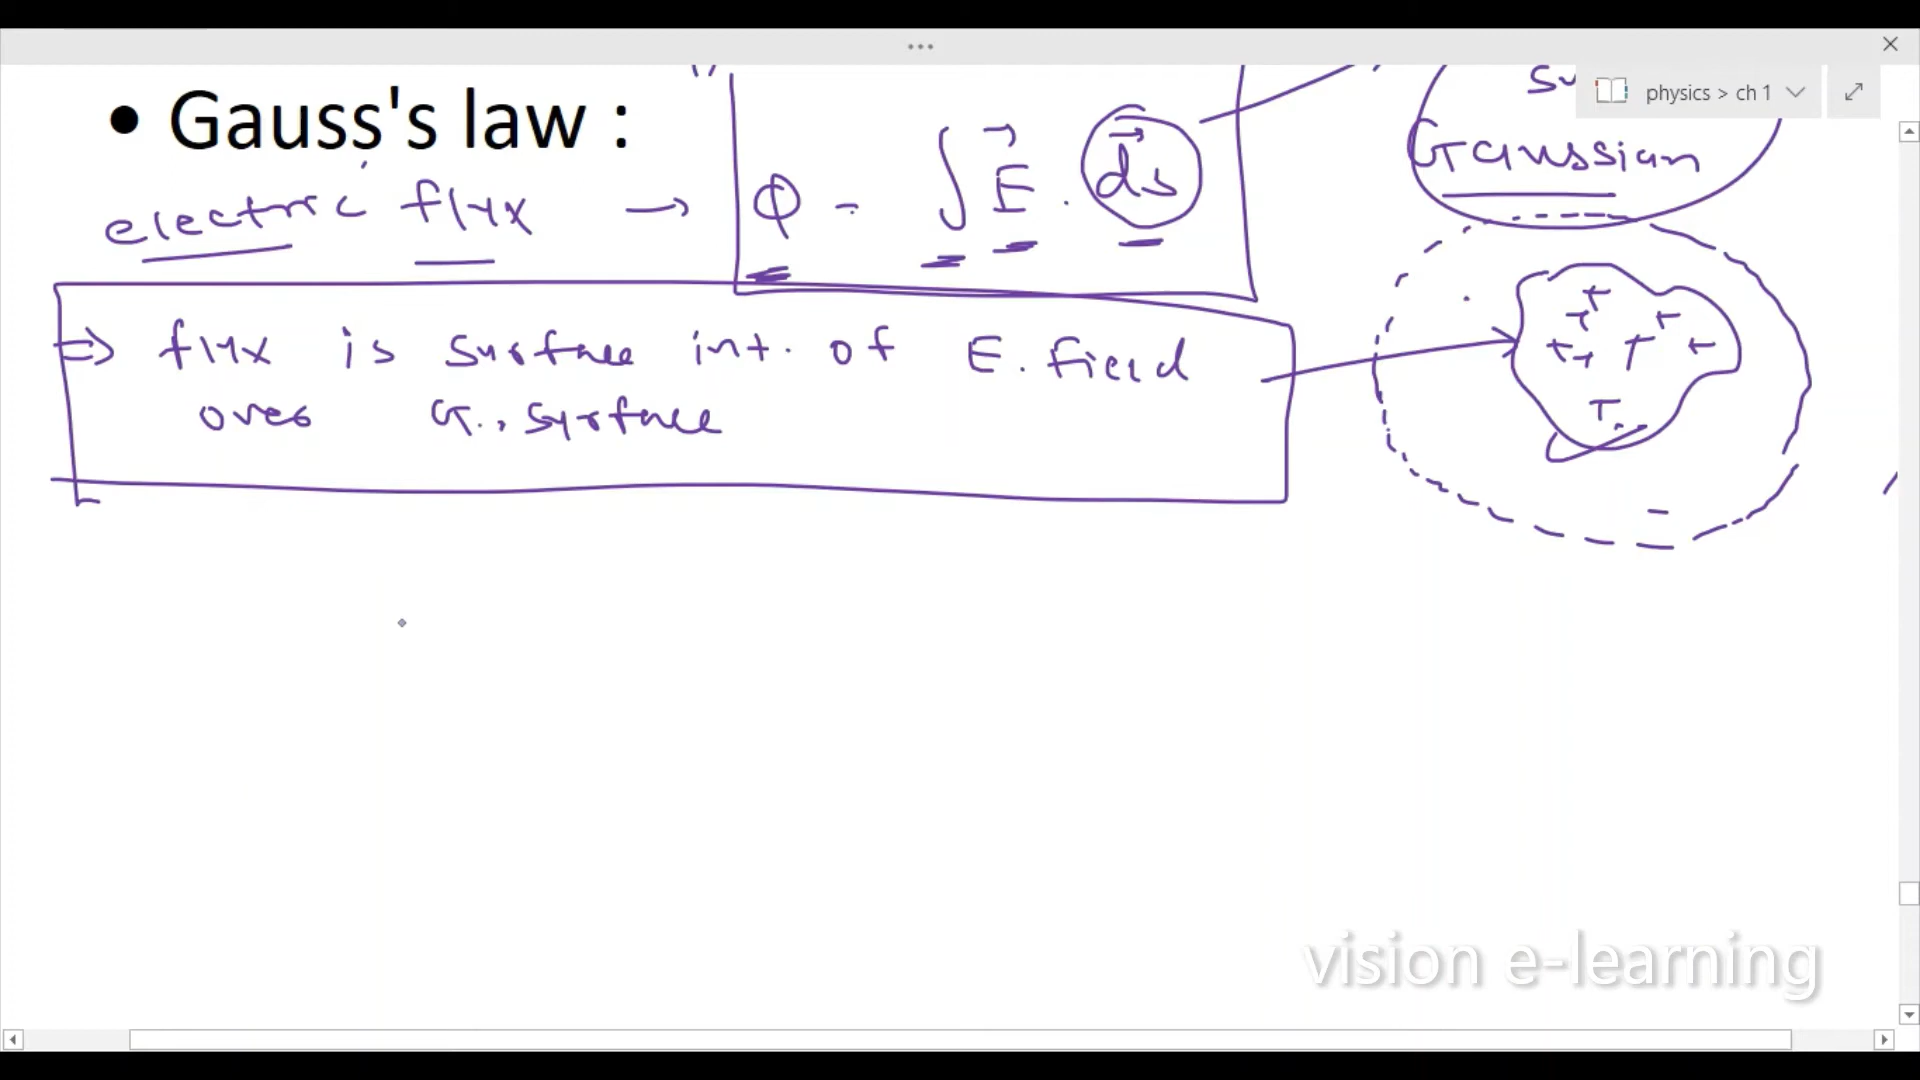 physics > ch 1
• Gauss's law :
Gaussian
electric flux → Φ = ∫ E⃗ . d⃗s
⇒ flux is surface int. of E. field
over G. surface
vision e-learning